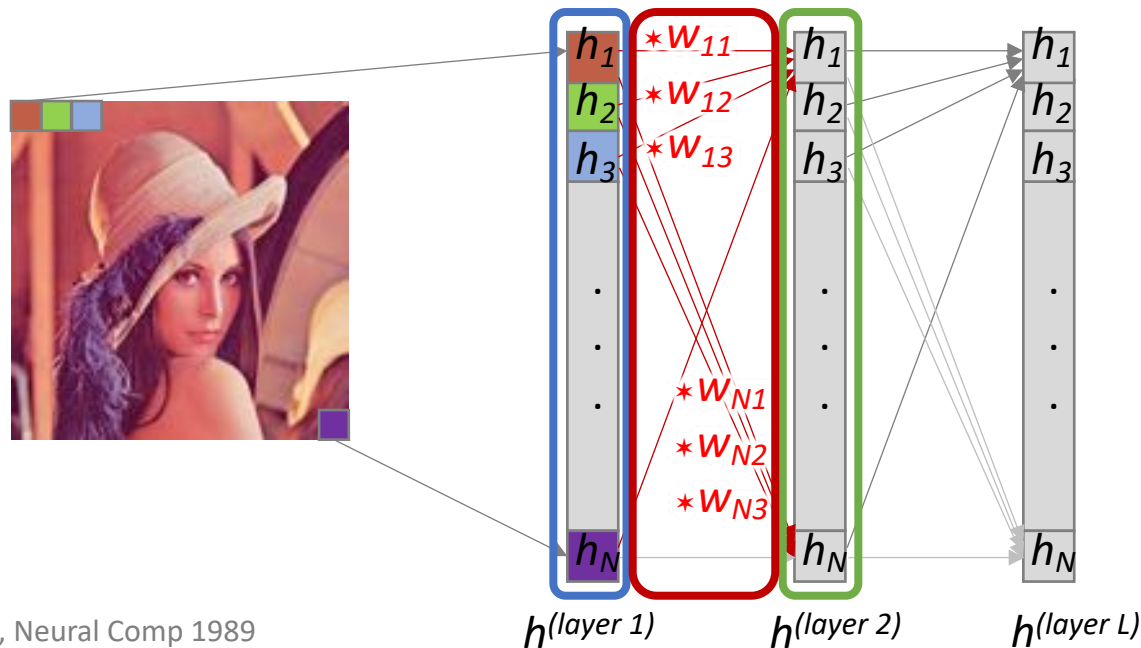 h1 *w11 h1 h1
h2 *w12 h2 h2
h3 *w13 h3 h3
. . .
. . .
. *wN1 . .
*wN2
*wN3
hN hN hN
, Neural Comp 1989 h(layer 1) h(layer 2) h(layer L)